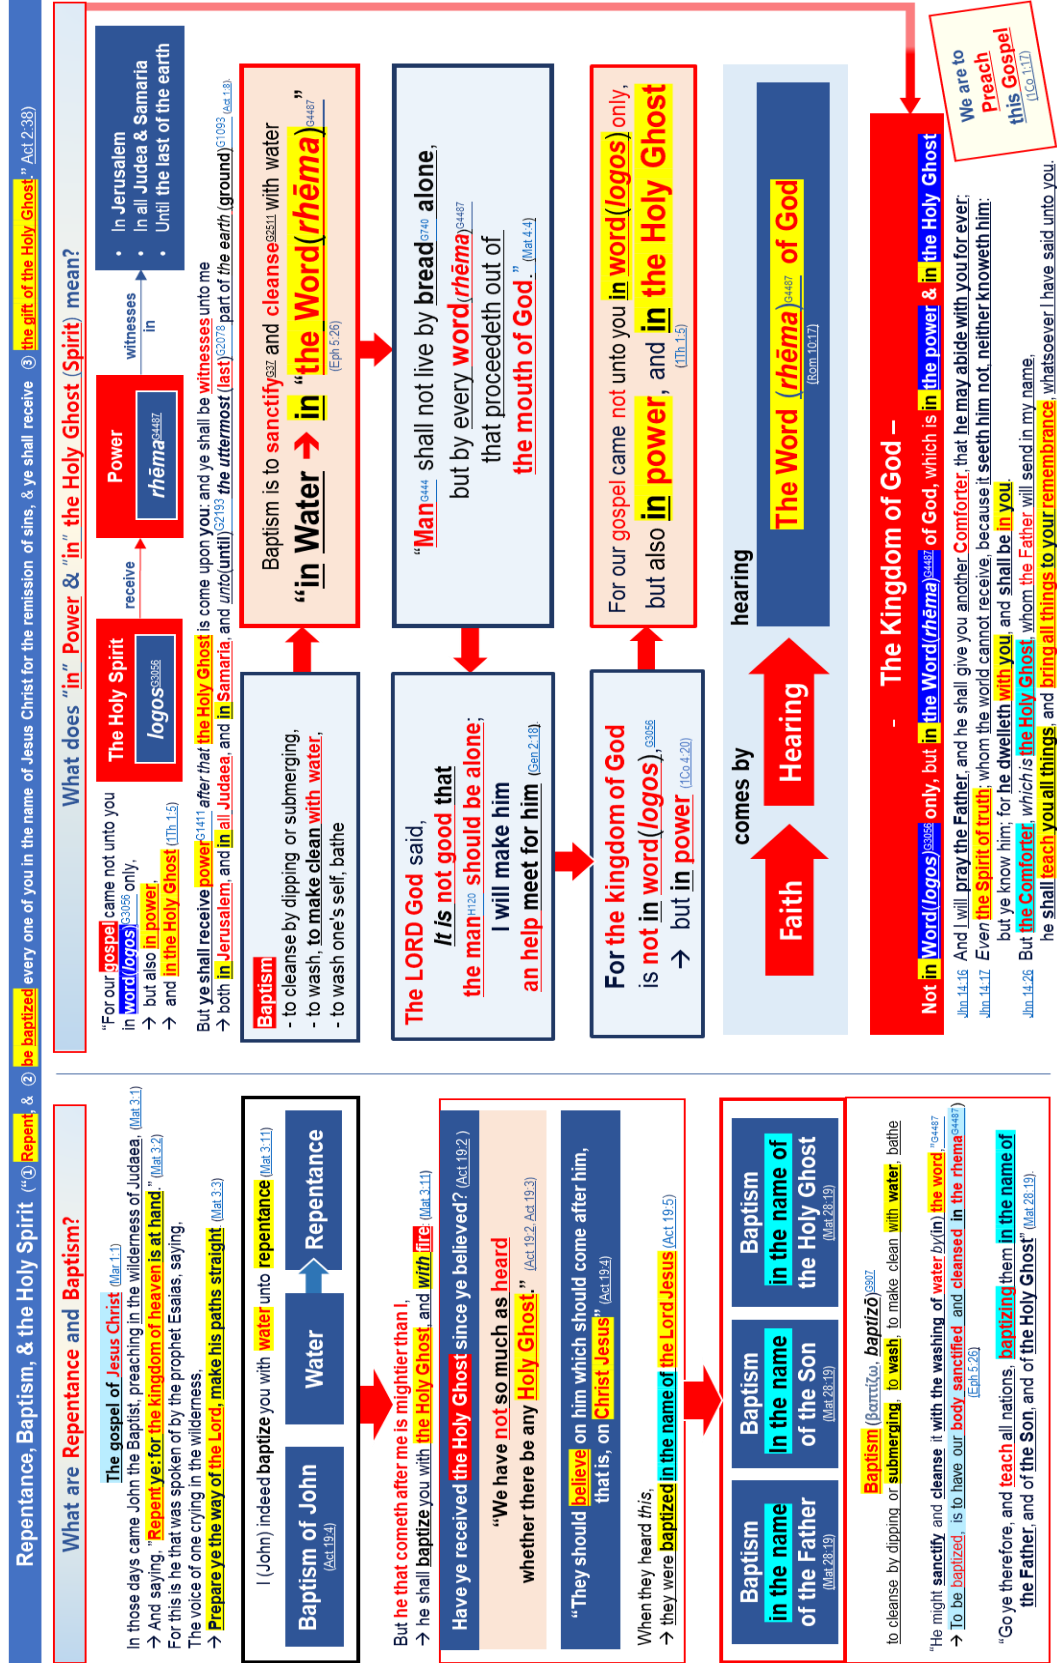 Repentance, Baptism, & the Holy Spirit (“① Repent, & ② be baptized every one of you in the name of Jesus Christ for the remission of sins, & ye shall receive ③ the gift of the Holy Ghost.” Act 2:38)
What are Repentance and Baptism?
The gospel of Jesus Christ (Mar 1:1)
In those days came John the Baptist, preaching in the wilderness of Judaea, (Mat 3:1)
→ And saying, "Repent ye: for the kingdom of heaven is at hand." (Mat 3:2)
For this is he that was spoken of by the prophet Esaias, saying,
The voice of one crying in the wilderness,
→ Prepare ye the way of the Lord, make his paths straight (Mat 3:3)
I (John) indeed baptize you with water unto repentance (Mat 3:11)
Baptism of John
(Act 19:4)
Water
Repentance
But he that cometh after me is mightier than I,
→ he shall baptize you with the Holy Ghost, and with fire: (Mat 3:11)
Have ye received the Holy Ghost since ye believed? (Act 19:2)
“We have not so much as heard
whether there be any Holy Ghost.” (Act 19:2, Act 19:3)
“They should believe on him which should come after him,
that is, on Christ Jesus” (Act 19:4)
When they heard this,
→ they were baptized in the name of the Lord Jesus (Act 19:5)
Baptism
in the name
of the Father
(Mat 28:19)
Baptism
In the name
of the Son
(Mat 28:19)
Baptism
in the name of
the Holy Ghost
(Mat 28:19)
Baptism (βαπτίζω, baptizō)G907
to cleanse by dipping or submerging, to wash, to make clean with water, bathe
“He might sanctify and cleanse it with the washing of water by(in) the word,”G4487
→ To be baptized, is to have our body sanctified and cleansed in the rhemaG4487)
(Eph 5:26)
“Go ye therefore, and teach all nations, baptizing them in the name of
the Father, and of the Son, and of the Holy Ghost” (Mat 28:19).
What does “in” Power & “in” the Holy Ghost (Spirit) mean?
“For our gospel came not unto you
in word(logos)G3056 only,
→ but also in power,
→ and in the Holy Ghost (1Th 1:5)
The Holy Spirit
logosG3056
receive
Power
rhēmaG4487
witnesses
in
• In Jerusalem
• In all Judea & Samaria
Until the last of the earth
But ye shall receive powerG1411 after that the Holy Ghost is come upon you: and ye shall be witnesses unto me
→ both in Jerusalem, and in all Judaea, and in Samaria, and unto(until)G2193 the uttermost (last)G2078 part of the earth (ground)G1093 (Act 1:8).
Baptism
- to cleanse by dipping or submerging,
- to wash, to make clean with water,
- to wash one's self, bathe
Baptism is to sanctifyG37 and cleanseG2511 with water
“in Water → in “the Word(rhēma)G4487”
(Eph 5:26)
The LORD God said,
It is not good that
the manH120 should be alone;
I will make him
an help meet for him (Gen 2:18).
“ManG444 shall not live by breadG740 alone,
but by every word(rhēma)G4487
that proceedeth out of
the mouth of God.” (Mat 4:4)
For the kingdom of God
is not in word(logos),G3056
→ but in power (1Co 4:20)
For our gospel came not unto you in word(logos) only,
but also in power, and in the Holy Ghost
(1Th 1:5)
Faith
comes by
Hearing
hearing
The Word (rhēma)G4487 of God
(Rom 10:17)
- The Kingdom of God –
Not in Word(logos)G3056 only, but in the Word(rhēma)G4487 of God, which is in the power & in the Holy Ghost
Jhn 14:16 And I will pray the Father, and he shall give you another Comforter, that he may abide with you for ever;
Jhn 14:17 Even the Spirit of truth; whom the world cannot receive, because it seeth him not, neither knoweth him:
but ye know him; for he dwelleth with you, and shall be in you.
Jhn 14:26 But the Comforter, which is the Holy Ghost, whom the Father will send in my name,
he shall teach you all things, and bring all things to your remembrance, whatsoever I have said unto you.
We are to
Preach
this Gospel
(1Co 1:17)